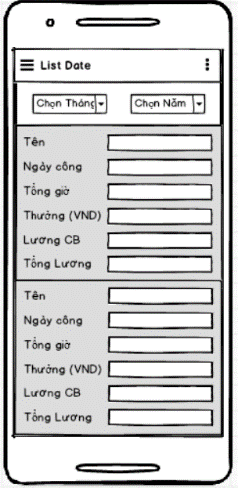 List Date
Chọn Tháng Chọn Năm
Tên
Ngày công
Tổng giờ
Thưởng (VND)
Lương CB
Tổng Lương
Tên
Ngày công
Tổng giờ
Thưởng (VND)
Lương CB
Tổng Lương